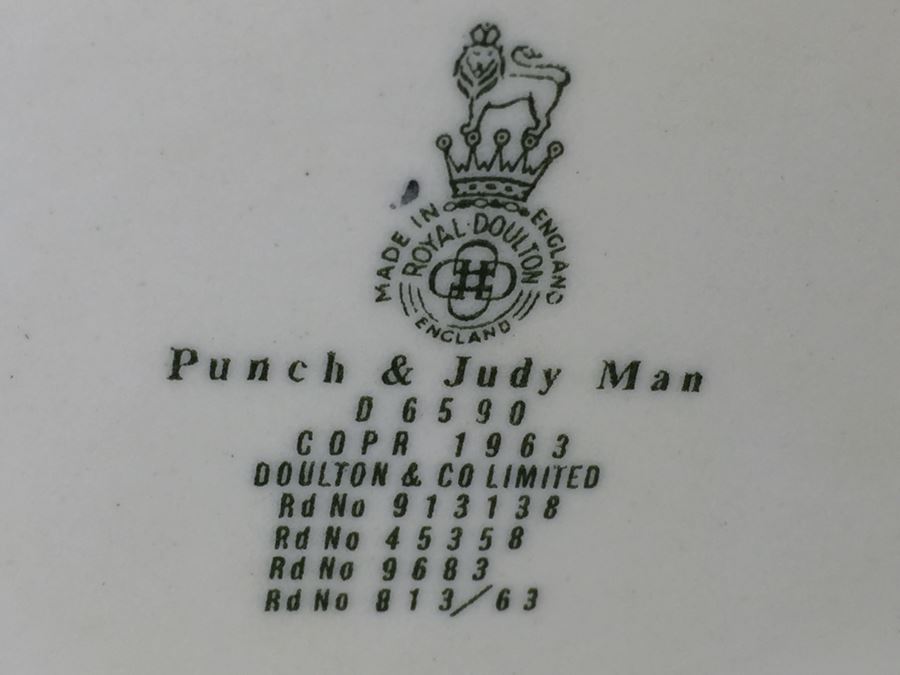 MADE IN ENGLAND
ROYAL·DOULTON
ENGLAND
Punch & Judy Man
D 6590
COPR 1963
DOULTON & CO LIMITED
Rd No 913138
Rd No 45358
Rd No 9683
Rd No 813/63